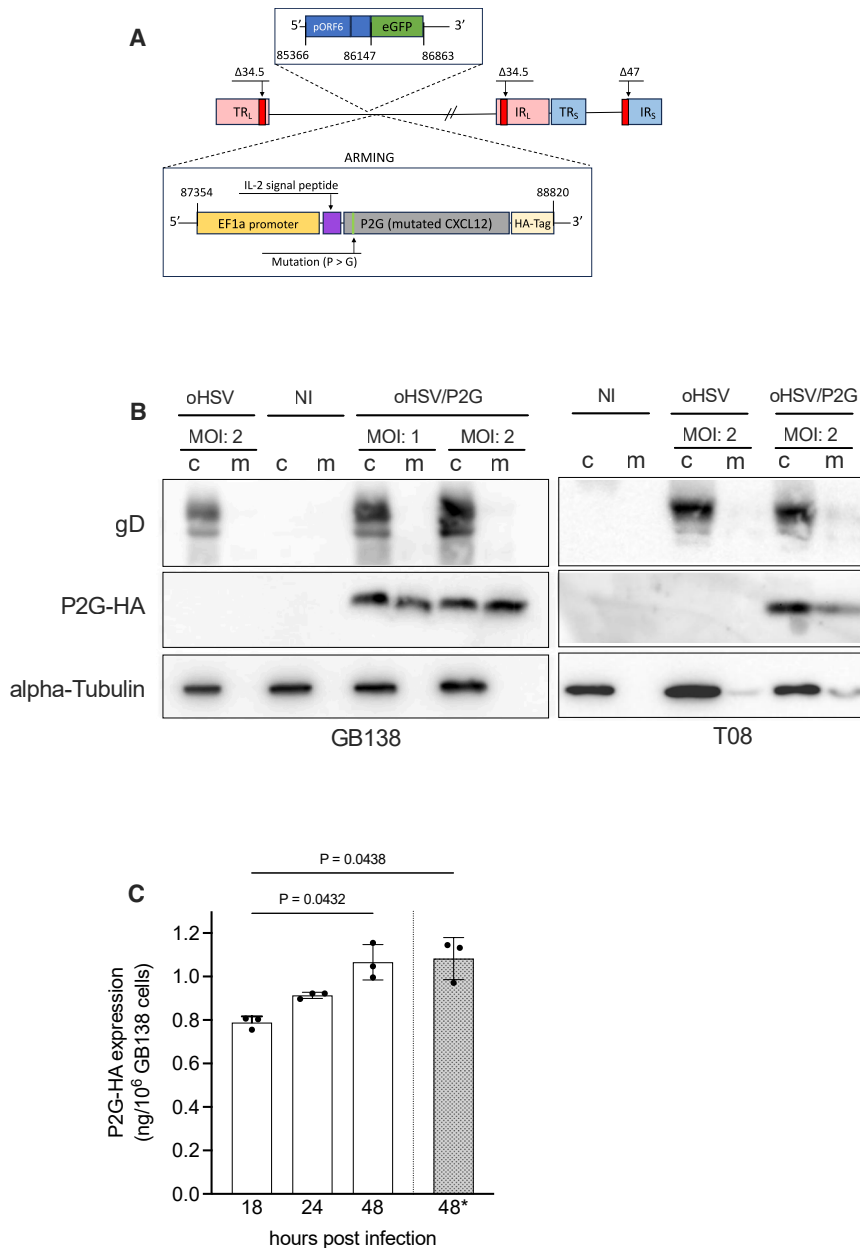 A
5′ pORF6 eGFP 3′
85366 86147 86863
Δ34.5 Δ34.5 Δ47
TRL // IRL TRS IRS
ARMING
IL-2 signal peptide
87354 88820
5′ EF1a promoter P2G (mutated CXCL12) HA-Tag 3′
Mutation (P > G)
B
oHSV NI oHSV/P2G NI oHSV oHSV/P2G
MOI: 2 MOI: 1 MOI: 2 MOI: 2 MOI: 2
c m c m c m c m c m c m c m
gD
P2G-HA
alpha-Tubulin
GB138 T08
C
P = 0.0438
P = 0.0432
P2G-HA expression
(ng/10⁶ GB138 cells)
1.2
1.0
0.8
0.6
0.4
0.2
0.0
18 24 48 48*
hours post infection